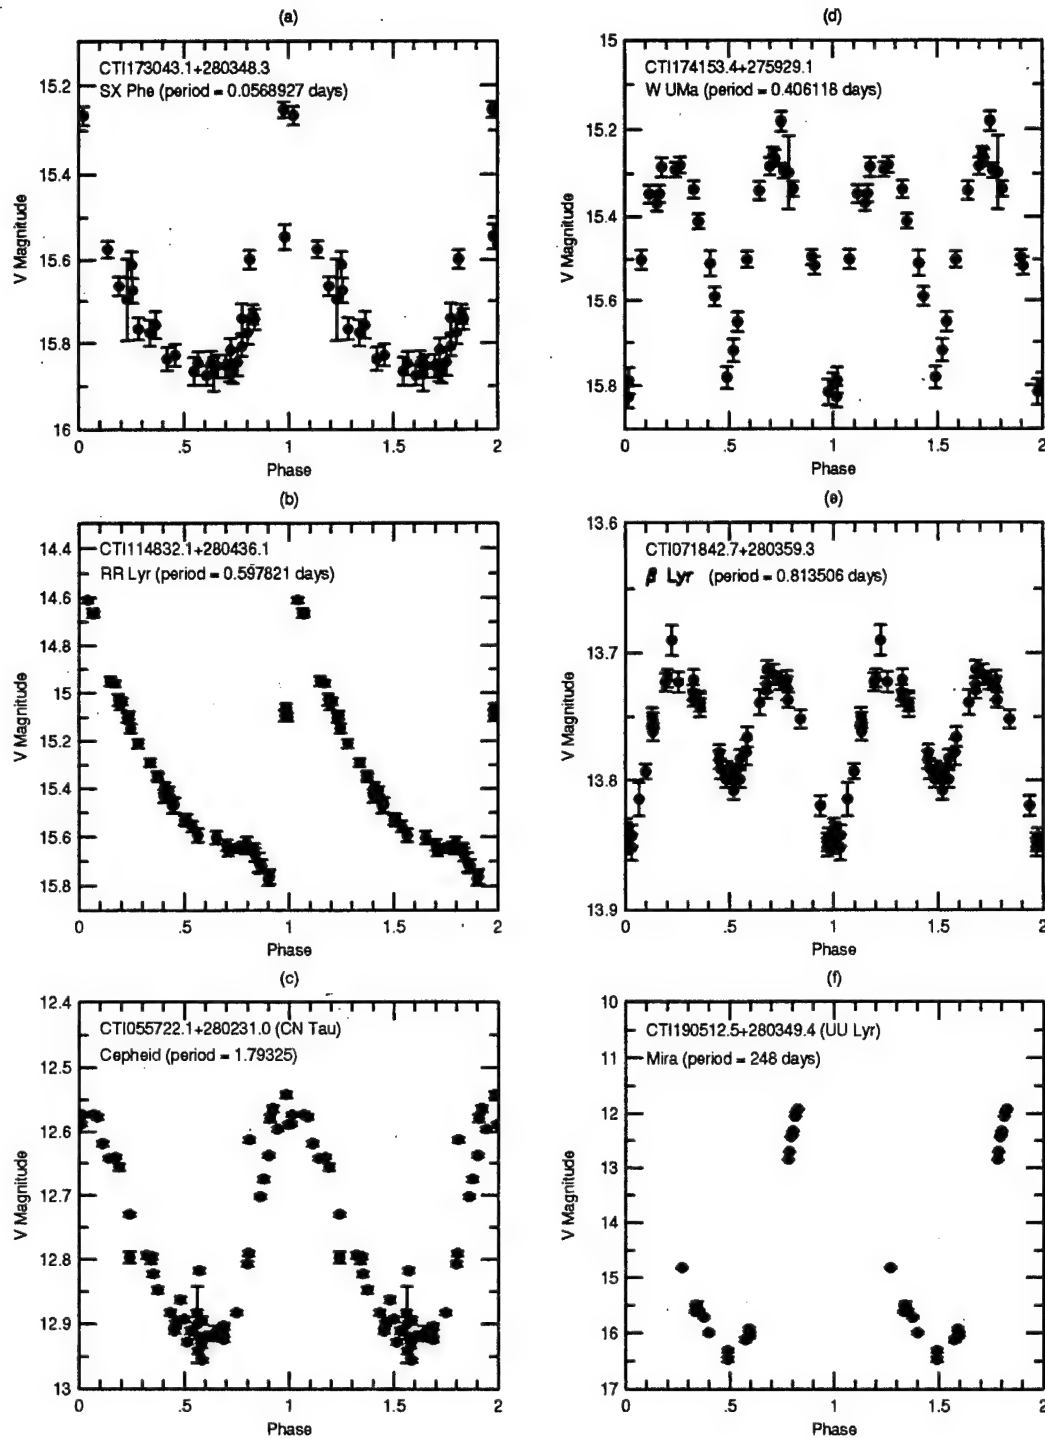 (a)
CTI173043.1+280348.3
SX Phe (period = 0.0568927 days)
15.2
15.4
15.6
15.8
16
V Magnitude
0 .5 1 1.5 2
Phase
(b)
CTI114832.1+280436.1
RR Lyr (period = 0.597821 days)
14.4
14.6
14.8
15
15.2
15.4
15.6
15.8
V Magnitude
0 .5 1 1.5 2
Phase
(c)
CTI055722.1+280231.0 (CN Tau)
Cepheid (period = 1.79325)
12.4
12.5
12.6
12.7
12.8
12.9
13
V Magnitude
0 .5 1 1.5 2
Phase
(d)
CTI174153.4+275929.1
W UMa (period = 0.406118 days)
15
15.2
15.4
15.6
15.8
V Magnitude
0 .5 1 1.5 2
Phase
(e)
CTI071842.7+280359.3
β Lyr (period = 0.813506 days)
13.6
13.7
13.8
13.9
V Magnitude
0 .5 1 1.5 2
Phase
(f)
CTI190512.5+280349.4 (UU Lyr)
Mira (period = 248 days)
10
11
12
13
14
15
16
17
V Magnitude
0 .5 1 1.5 2
Phase